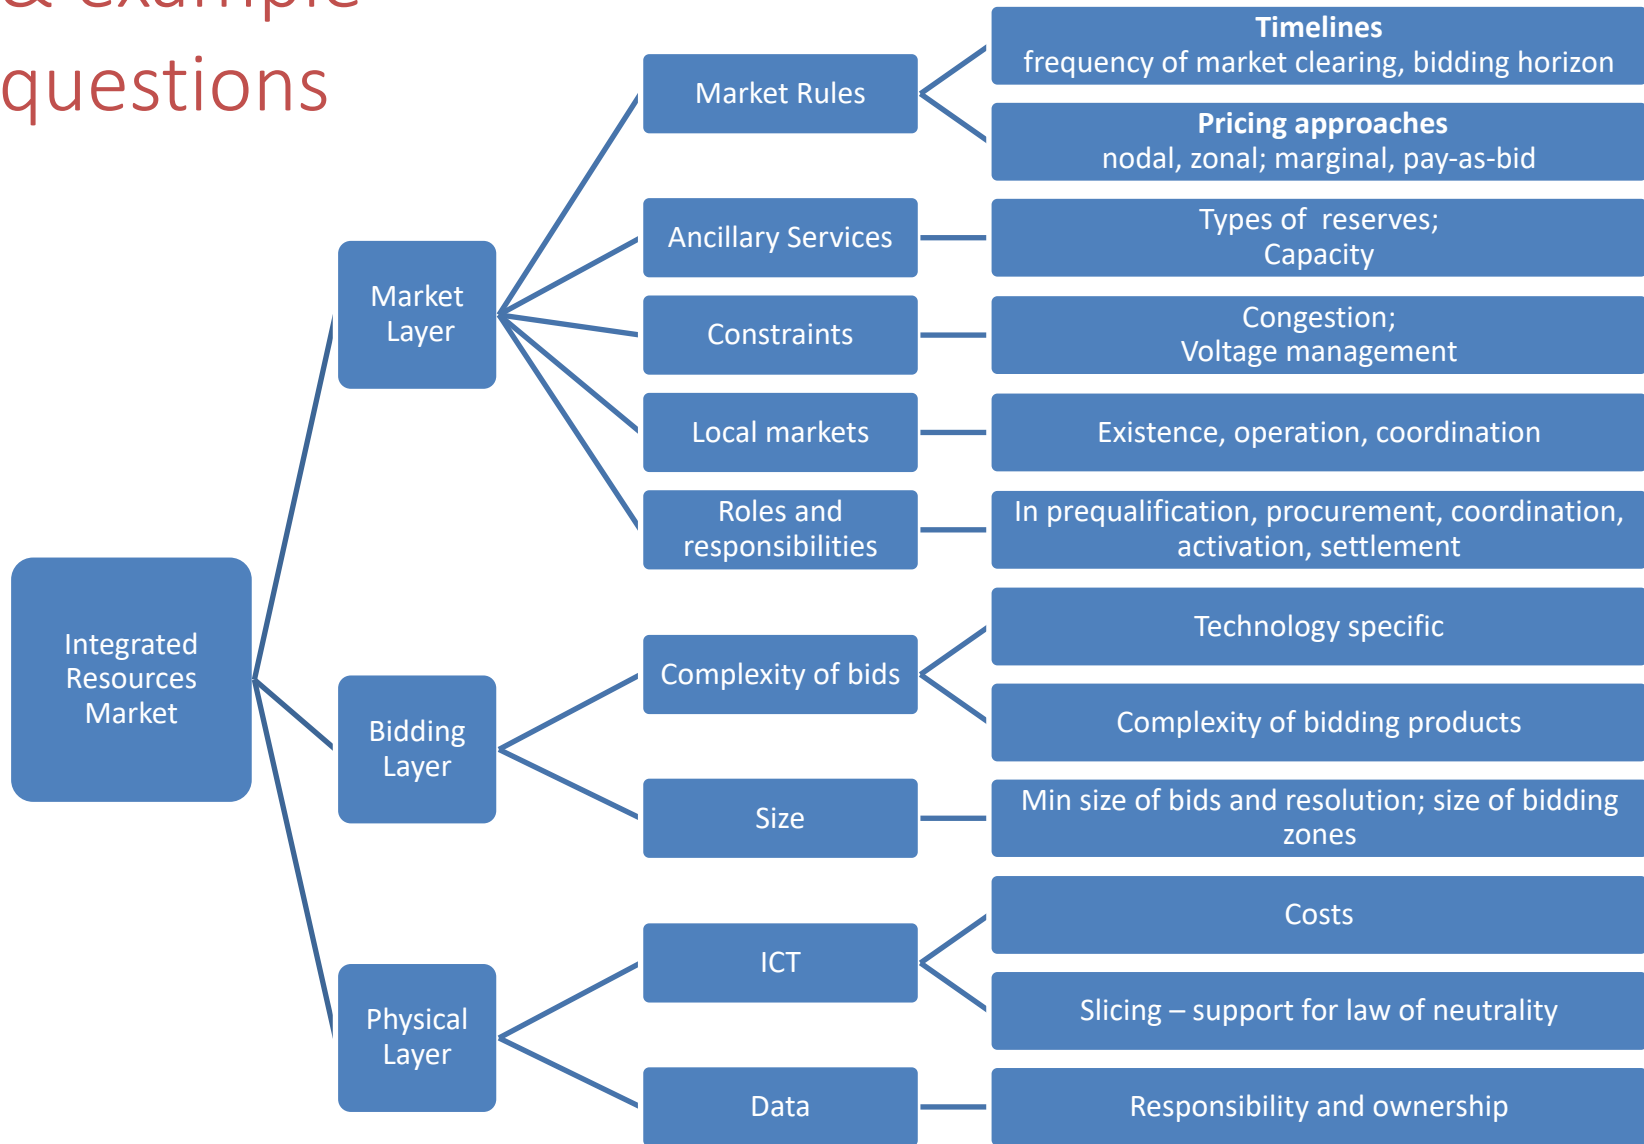 & example
questions
Integrated
Resources
Market
Market
Layer
Market Rules
Timelines
frequency of market clearing, bidding horizon
Pricing approaches
nodal, zonal; marginal, pay-as-bid
Ancillary Services
Types of reserves;
Capacity
Constraints
Congestion;
Voltage management
Local markets
Existence, operation, coordination
Roles and
responsibilities
In prequalification, procurement, coordination,
activation, settlement
Bidding
Layer
Complexity of bids
Technology specific
Complexity of bidding products
Size
Min size of bids and resolution; size of bidding
zones
Physical
Layer
ICT
Costs
Slicing – support for law of neutrality
Data
Responsibility and ownership